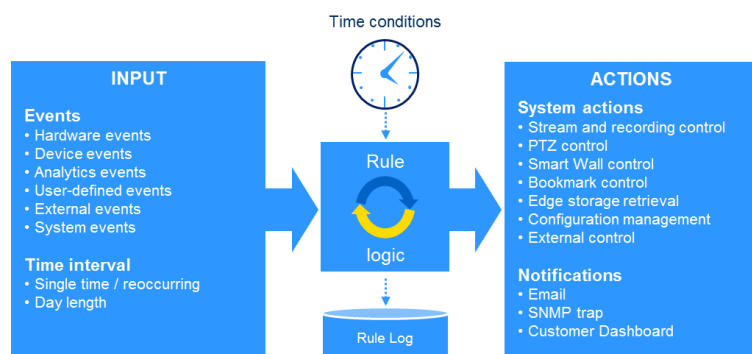 Time conditions
INPUT
Events
• Hardware events
• Device events
• Analytics events
• User-defined events
• External events
• System events
Time interval
• Single time / reoccurring
• Day length
Rule
logic
Rule Log
ACTIONS
System actions
• Stream and recording control
• PTZ control
• Smart Wall control
• Bookmark control
• Edge storage retrieval
• Configuration management
• External control
Notifications
• Email
• SNMP trap
• Customer Dashboard